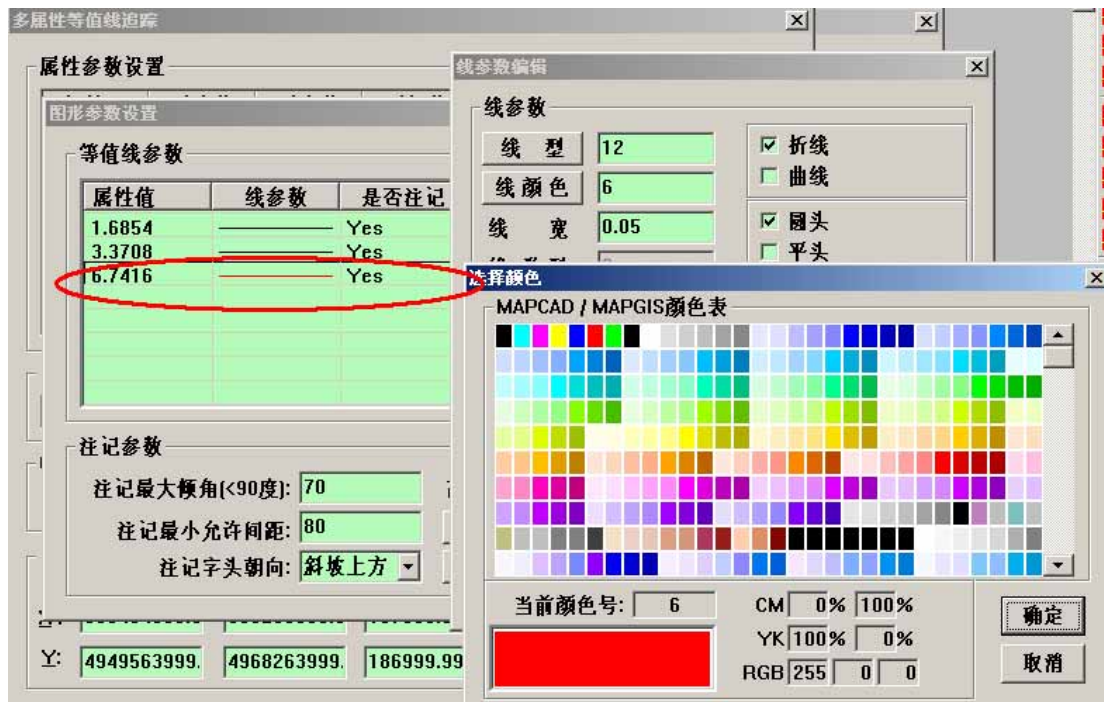 多属性等值线追踪
属性参数设置
图形参数设置
等值线参数
属性值 线参数 是否注记
1.6854 Yes
3.3708 Yes
6.7416 Yes
注记参数
注记最大倾角(<90度): 70
注记最小允许间距: 80
注记字头朝向: 斜坡上方
Y: 4949563999. 4968263999. 186999.99
线参数编辑
线参数
线 型 12
线颜色 6
线 宽 0.05
折线
曲线
圆头
平头
选择颜色
MAPCAD / MAPGIS颜色表
当前颜色号: 6
CM 0% 100%
YK 100% 0%
RGB 255 0 0
确定
取消